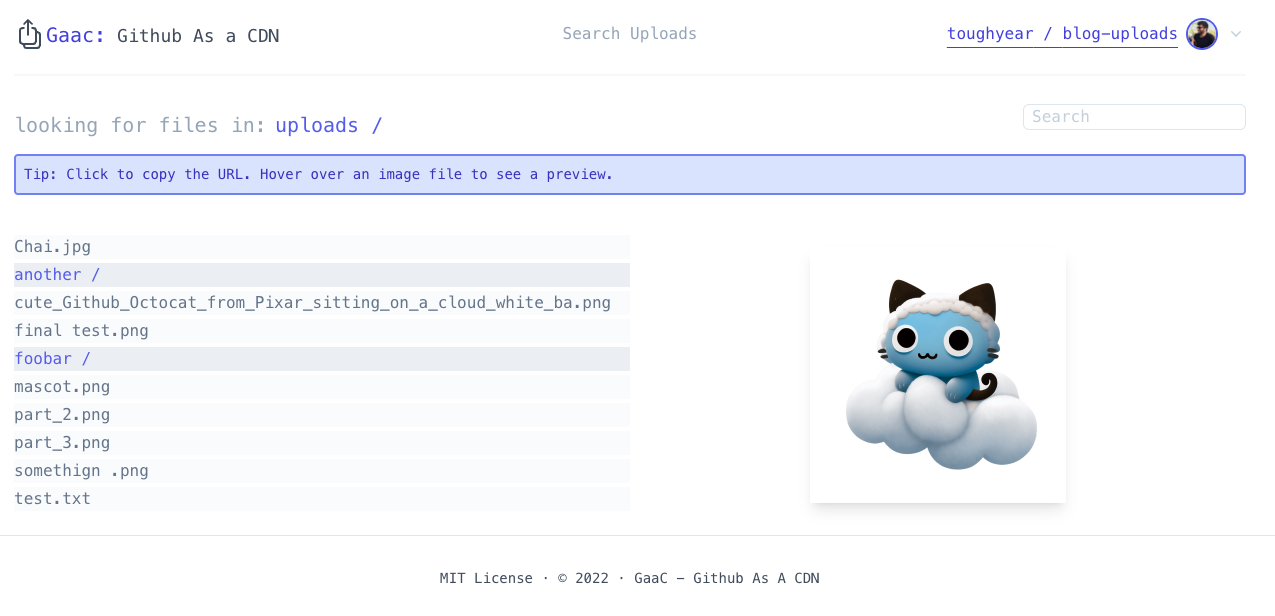 Gaac: Github As a CDN
Search Uploads
toughyear / blog-uploads
looking for files in: uploads /
Search
Tip: Click to copy the URL. Hover over an image file to see a preview.
Chai.jpg
another /
cute_Github_Octocat_from_Pixar_sitting_on_a_cloud_white_ba.png
final test.png
foobar /
mascot.png
part_2.png
part_3.png
somethign .png
test.txt
MIT License · © 2022 · GaaC - Github As A CDN